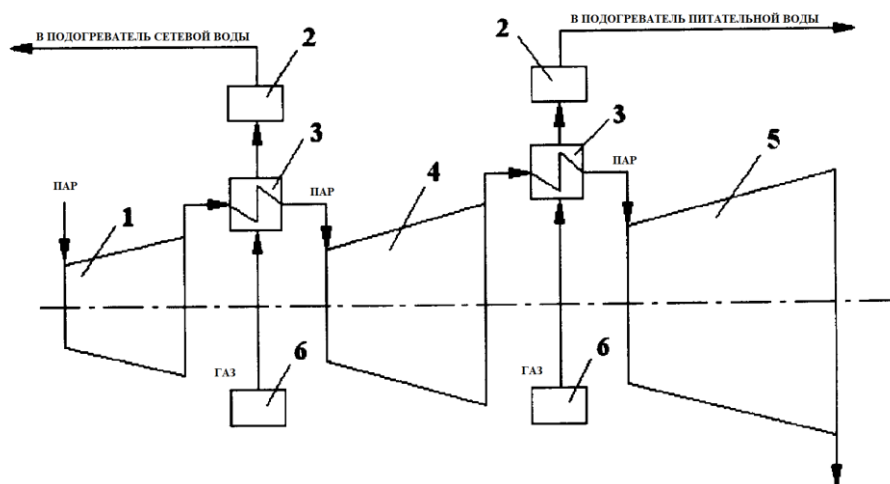 В ПОДОГРЕВАТЕЛЬ СЕТЕВОЙ ВОДЫ
В ПОДОГРЕВАТЕЛЬ ПИТАТЕЛЬНОЙ ВОДЫ
2
2
3
3
ПАР
ПАР
ПАР
1
4
5
ГАЗ
6
ГАЗ
6